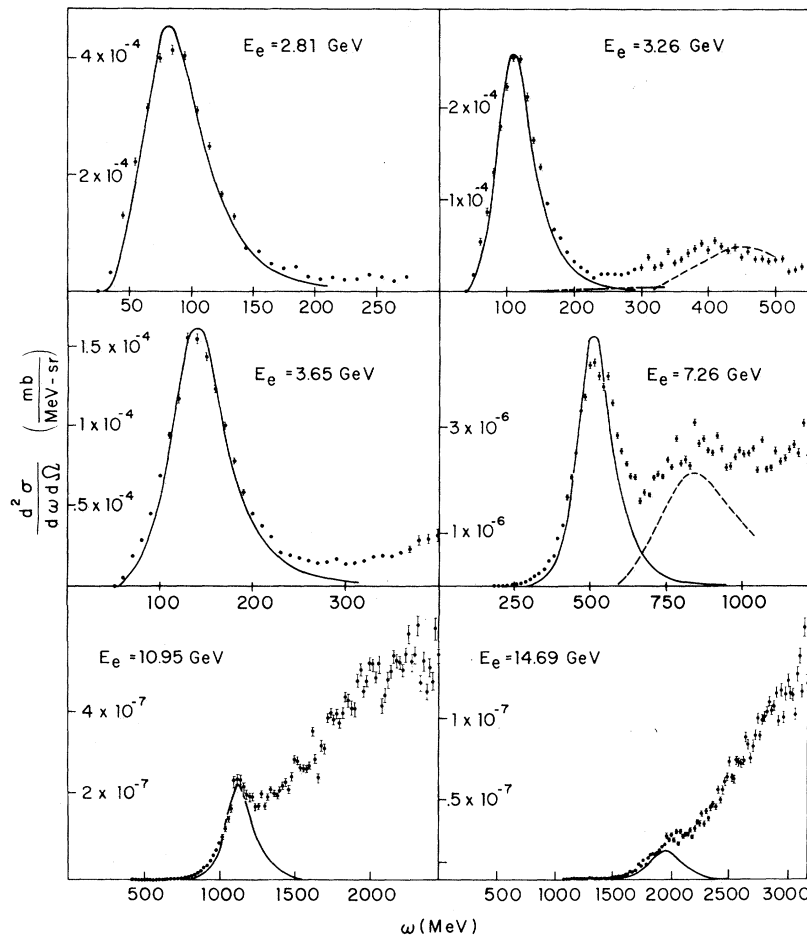 E_e = 2.81 GeV
4 x 10^-4
2 x 10^-4
50 100 150 200 250
E_e = 3.26 GeV
2 x 10^-4
1 x 10^-4
0 100 200 300 400 500
E_e = 3.65 GeV
1.5 x 10^-4
1 x 10^-4
.5 x 10^-4
100 200 300
E_e = 7.26 GeV
3 x 10^-6
1 x 10^-6
250 500 750 1000
d^2 σ / dω dΩ ( mb / MeV - sr )
E_e = 10.95 GeV
4 x 10^-7
2 x 10^-7
500 1000 1500 2000
E_e = 14.69 GeV
1 x 10^-7
.5 x 10^-7
500 1000 1500 2000 2500 3000
ω (MeV)